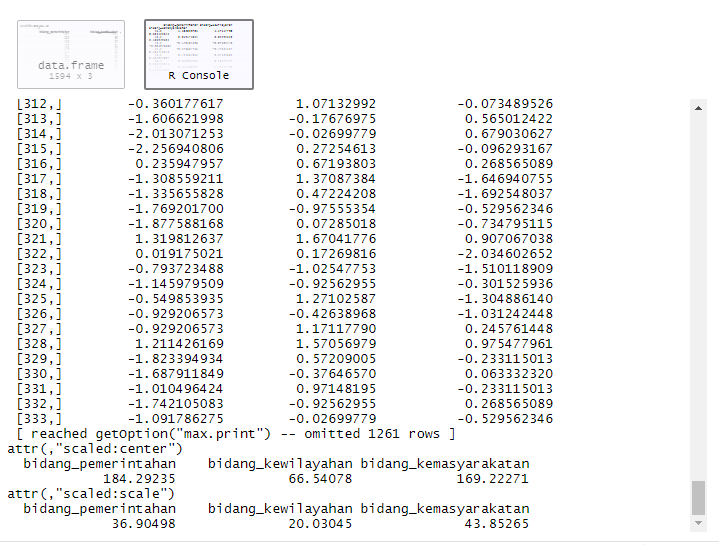 data.frame
1594 x 3
R Console
[312,] -0.360177617 1.07132992 -0.073489526
[313,] -1.606621998 -0.17676975 0.565012422
[314,] -2.013071253 -0.02699779 0.679030627
[315,] -2.256940806 0.27254613 -0.096293167
[316,] 0.235947957 0.67193803 0.268565089
[317,] -1.308559211 1.37087384 -1.646940755
[318,] -1.335655828 0.47224208 -1.692548037
[319,] -1.769201700 -0.97555354 -0.529562346
[320,] -1.877588168 0.07285018 -0.734795115
[321,] 1.319812637 1.67041776 0.907067038
[322,] 0.019175021 0.17269816 -2.034602652
[323,] -0.793723488 -1.02547753 -1.510118909
[324,] -1.145979509 -0.92562955 -0.301525936
[325,] -0.549853935 1.27102587 -1.304886140
[326,] -0.929206573 -0.42638968 -1.031242448
[327,] -0.929206573 1.17117790 0.245761448
[328,] 1.211426169 1.57056979 0.975477961
[329,] -1.823394934 0.57209005 -0.233115013
[330,] -1.687911849 -0.37646570 0.063332320
[331,] -1.010496424 0.97148195 -0.233115013
[332,] -1.742105083 -0.92562955 0.268565089
[333,] -1.091786275 -0.02699779 -0.529562346
[ reached getOption("max.print") -- omitted 1261 rows ]
attr(,"scaled:center")
bidang_pemerintahan bidang_kewilayahan bidang_kemasyarakatan
184.29235 66.54078 169.22271
attr(,"scaled:scale")
bidang_pemerintahan bidang_kewilayahan bidang_kemasyarakatan
36.90498 20.03045 43.85265